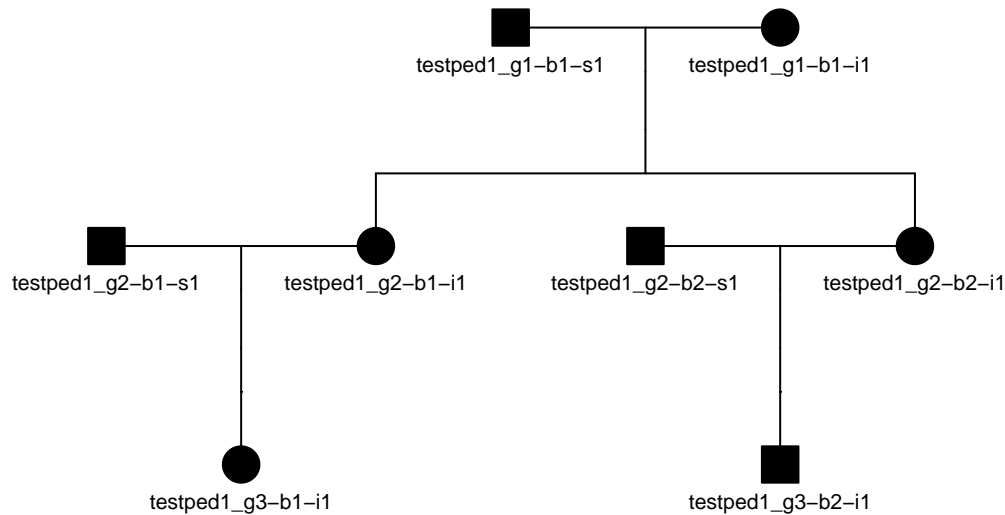 testped1_g1−b1−s1
testped1_g1−b1−i1
testped1_g2−b1−s1
testped1_g2−b1−i1
testped1_g2−b2−s1
testped1_g2−b2−i1
testped1_g3−b1−i1
testped1_g3−b2−i1